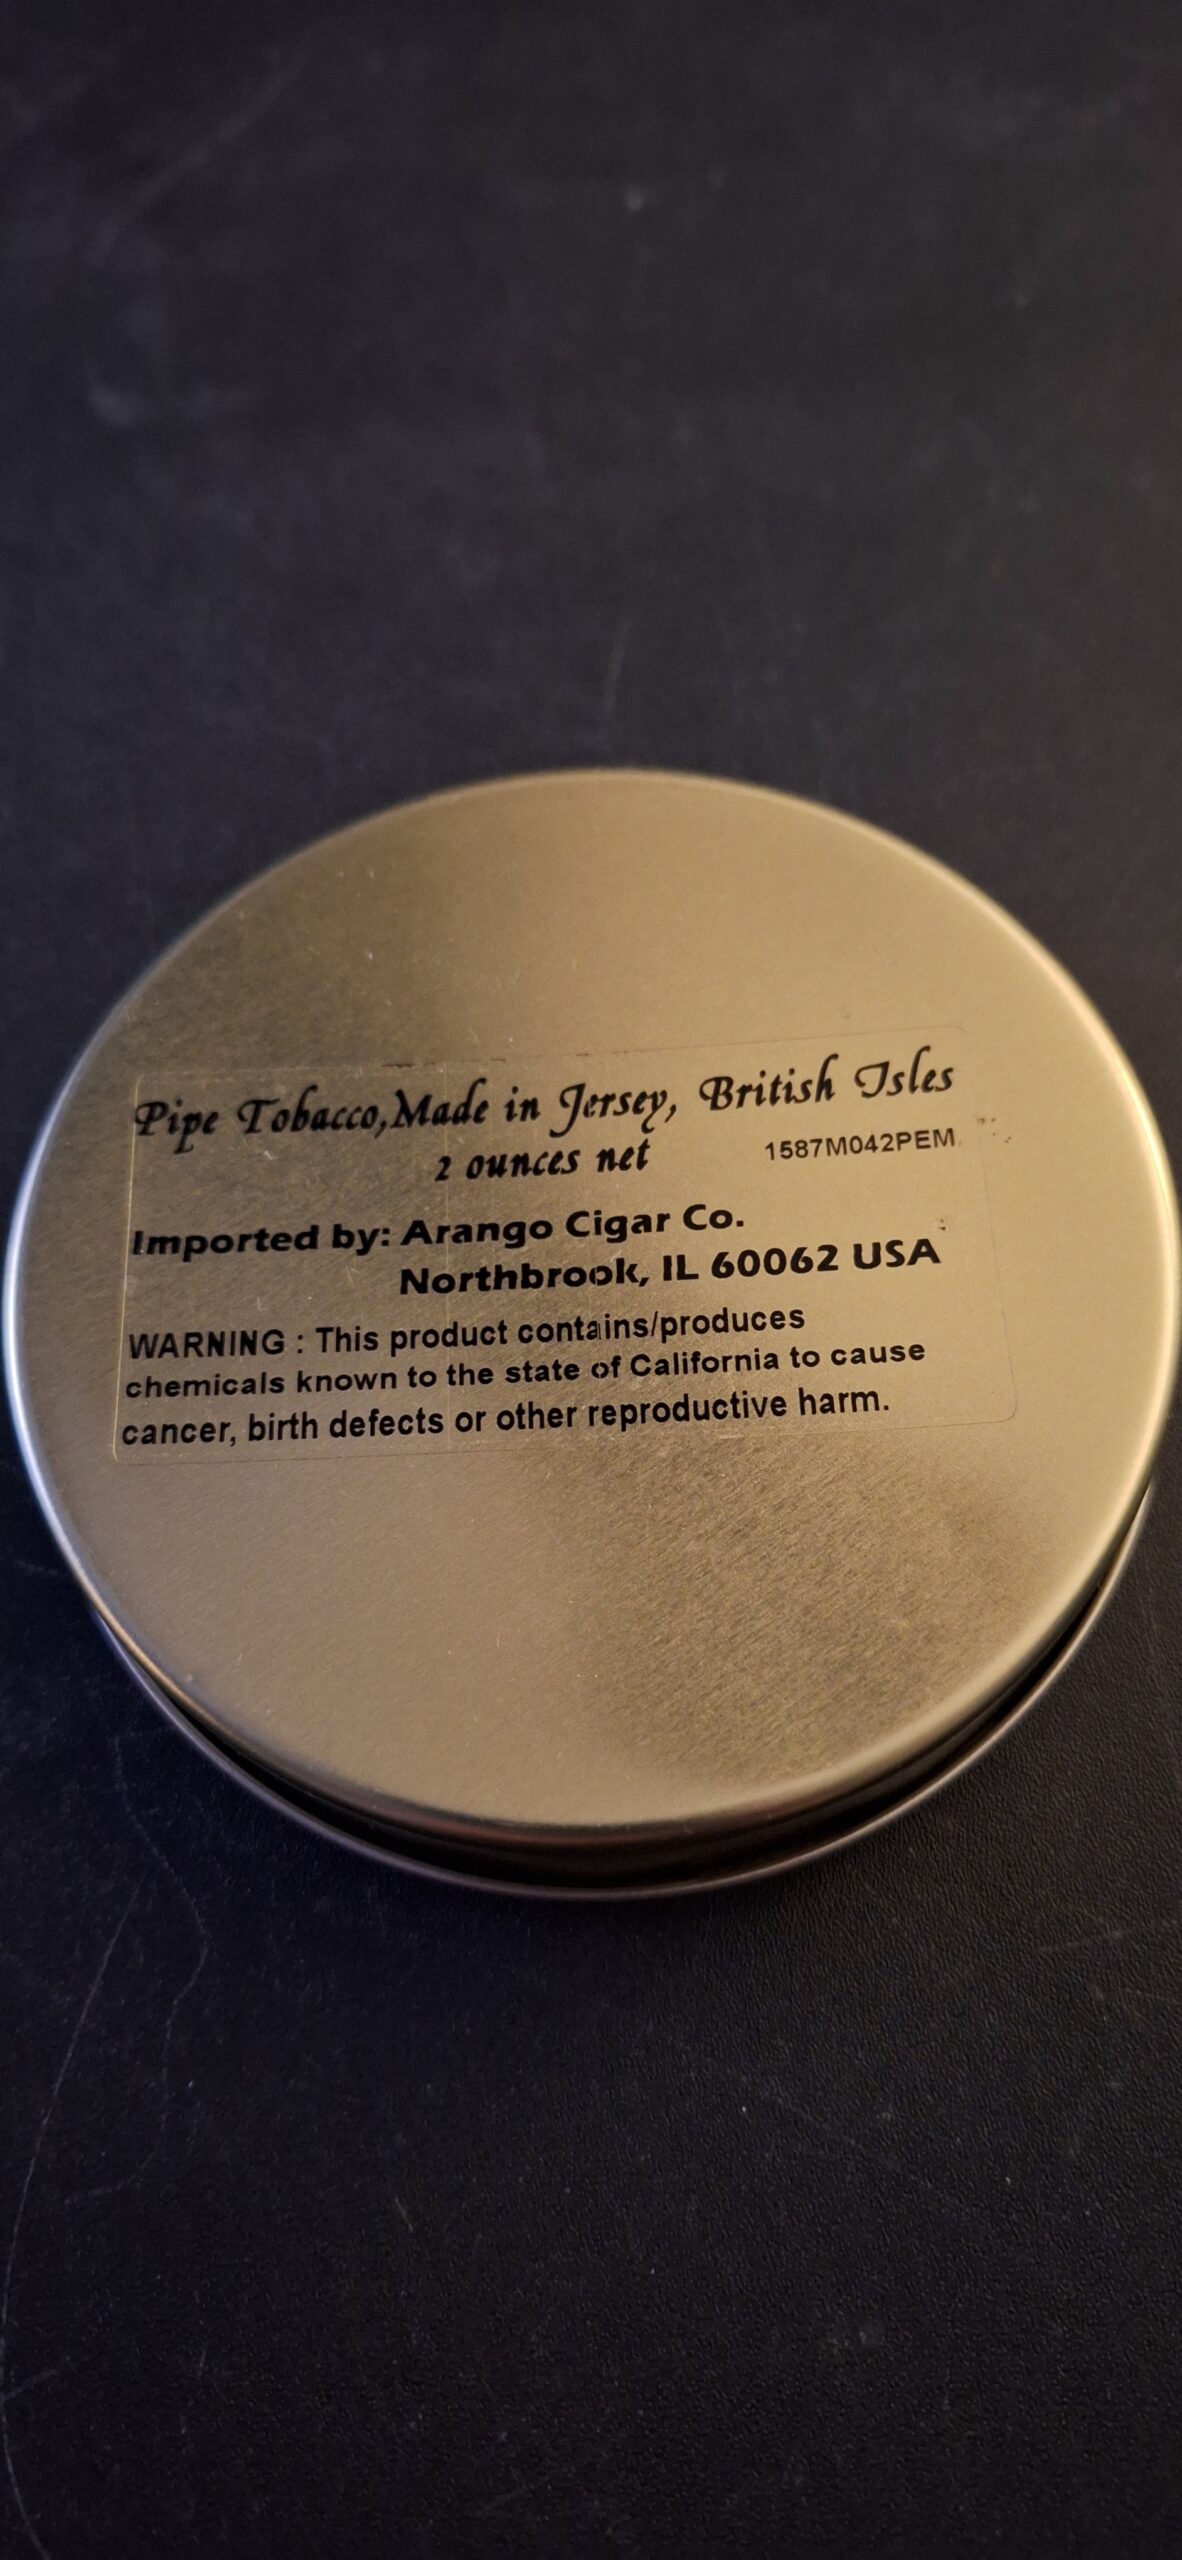 Pipe Tobacco,Made in Jersey, British Isles
2 ounces net 1587M042PEM
Imported by: Arango Cigar Co.
Northbrook, IL 60062 USA
WARNING : This product contains/produces
chemicals known to the state of California to cause
cancer, birth defects or other reproductive harm.